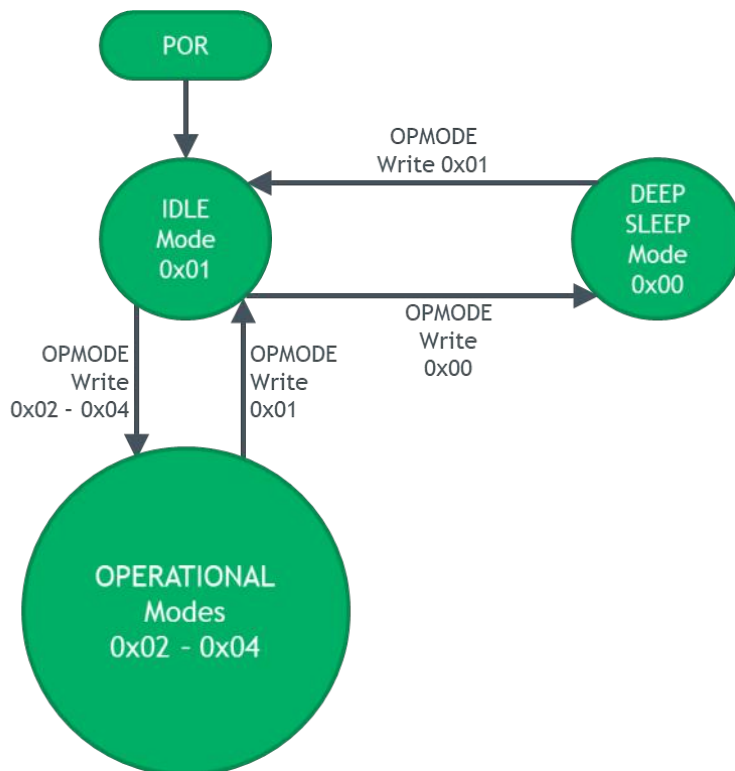 POR
OPMODE
Write 0x01
IDLE
Mode
0x01
DEEP
SLEEP
Mode
0x00
OPMODE
Write
0x00
OPMODE
Write
0x02 – 0x04
OPMODE
Write
0x01
OPERATIONAL
Modes
0x02 – 0x04